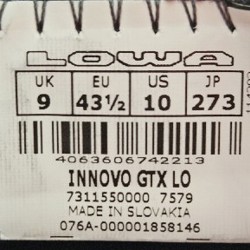 LOWA
UK EU US JP
9 43½ 10 273
4063606742213
INNOVO GTX LO
7311550000 7579
MADE IN SLOVAKIA
076A-000001858146